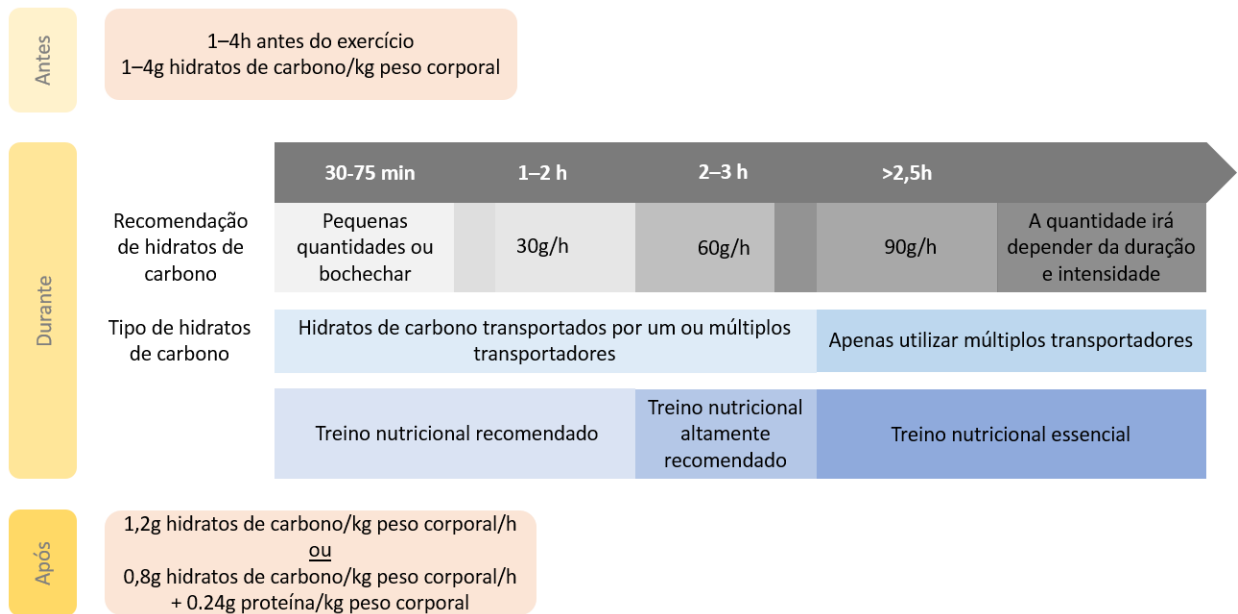 Antes
1–4h antes do exercício
1–4g hidratos de carbono/kg peso corporal
Durante
30-75 min
1–2 h
2–3 h
>2,5h
Recomendação
de hidratos de
carbono
Pequenas
quantidades ou
bochechar
30g/h
60g/h
90g/h
A quantidade irá
depender da duração
e intensidade
Tipo de hidratos
de carbono
Hidratos de carbono transportados por um ou múltiplos
transportadores
Apenas utilizar múltiplos transportadores
Treino nutricional recomendado
Treino nutricional
altamente
recomendado
Treino nutricional essencial
Após
1,2g hidratos de carbono/kg peso corporal/h
ou
0,8g hidratos de carbono/kg peso corporal/h
+ 0.24g proteína/kg peso corporal